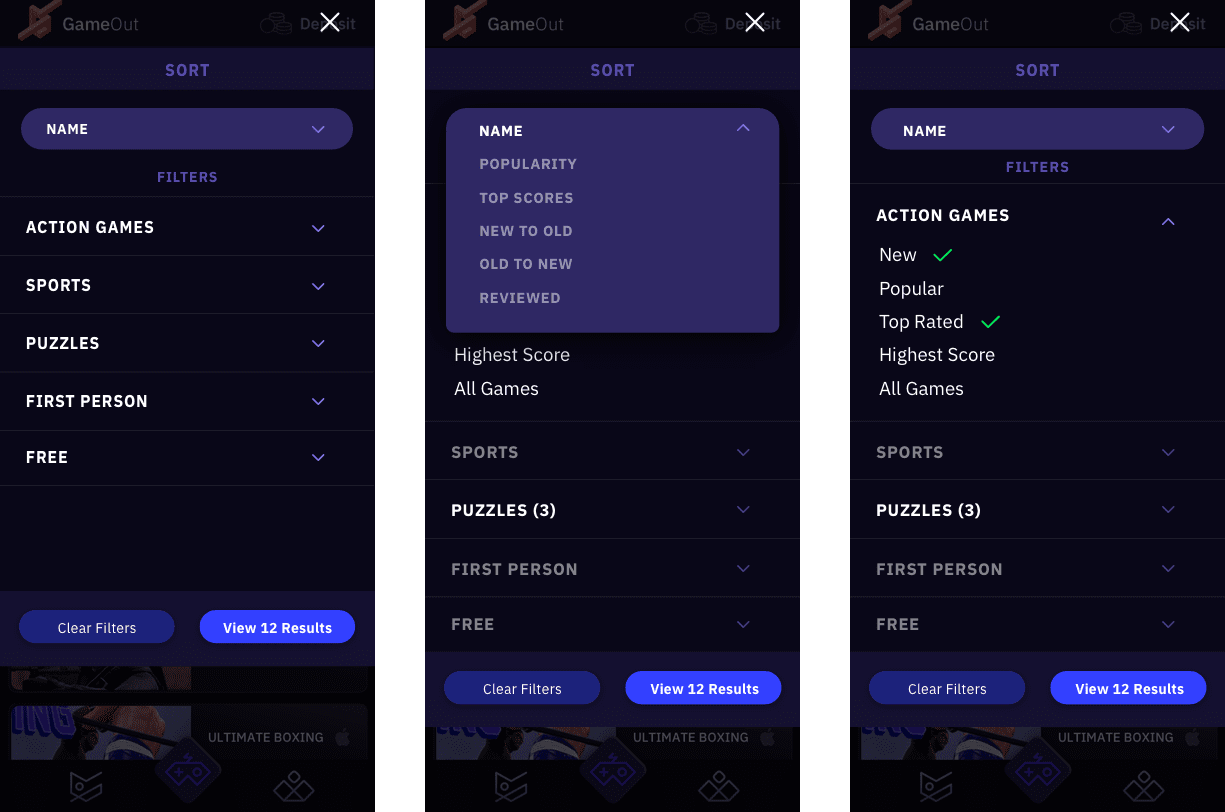 GameOut Deposit
SORT
NAME
FILTERS
ACTION GAMES
SPORTS
PUZZLES
FIRST PERSON
FREE
Clear Filters View 12 Results
ULTIMATE BOXING
GameOut Deposit
SORT
NAME
POPULARITY
TOP SCORES
NEW TO OLD
OLD TO NEW
REVIEWED
Highest Score
All Games
SPORTS
PUZZLES (3)
FIRST PERSON
FREE
Clear Filters View 12 Results
ULTIMATE BOXING
GameOut Deposit
SORT
NAME
FILTERS
ACTION GAMES
New
Popular
Top Rated
Highest Score
All Games
SPORTS
PUZZLES (3)
FIRST PERSON
FREE
Clear Filters View 12 Results
ULTIMATE BOXING